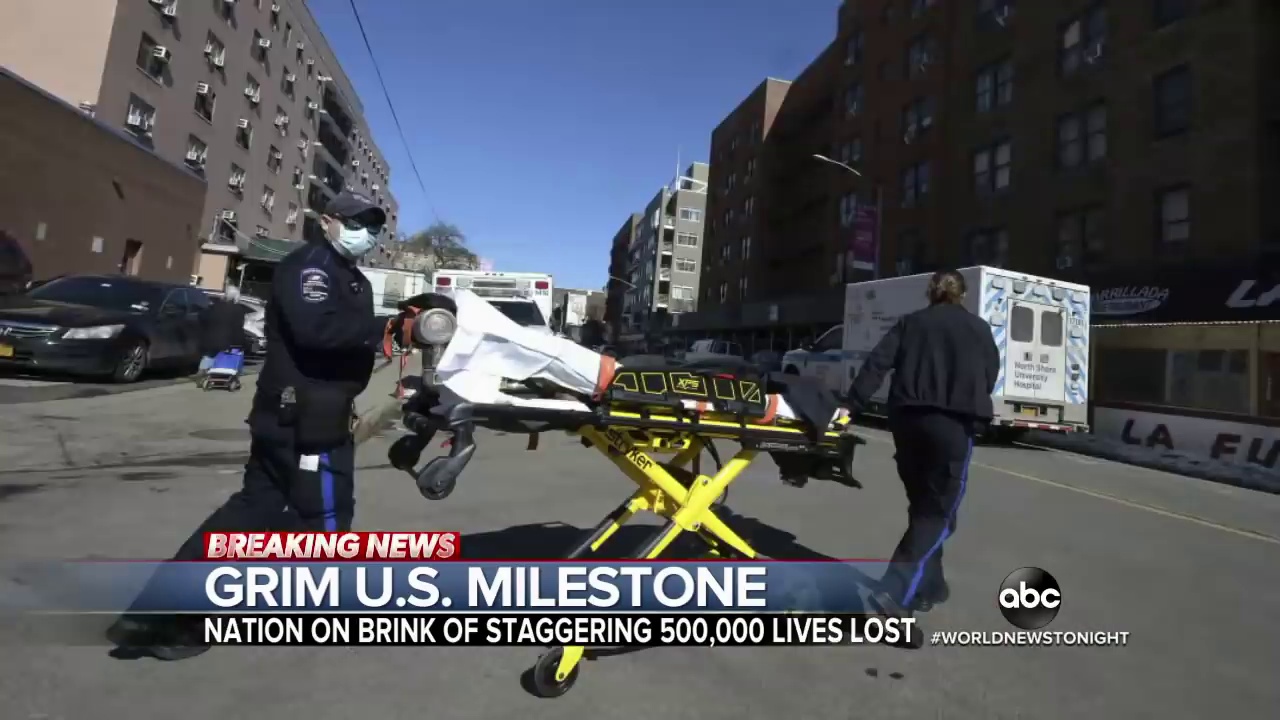 North Shore
University
Hospital
LA FU
XPS
stryker
BREAKING NEWS
GRIM U.S. MILESTONE
NATION ON BRINK OF STAGGERING 500,000 LIVES LOST
abc
#WORLDNEWSTONIGHT